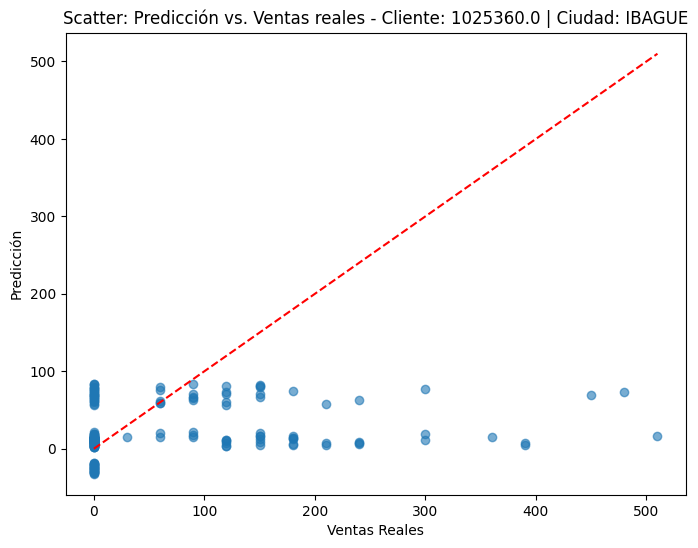 Scatter: Predicción vs. Ventas reales - Cliente: 1025360.0 | Ciudad: IBAGUE
500
400
300
200
100
0
Predicción
0 100 200 300 400 500
Ventas Reales